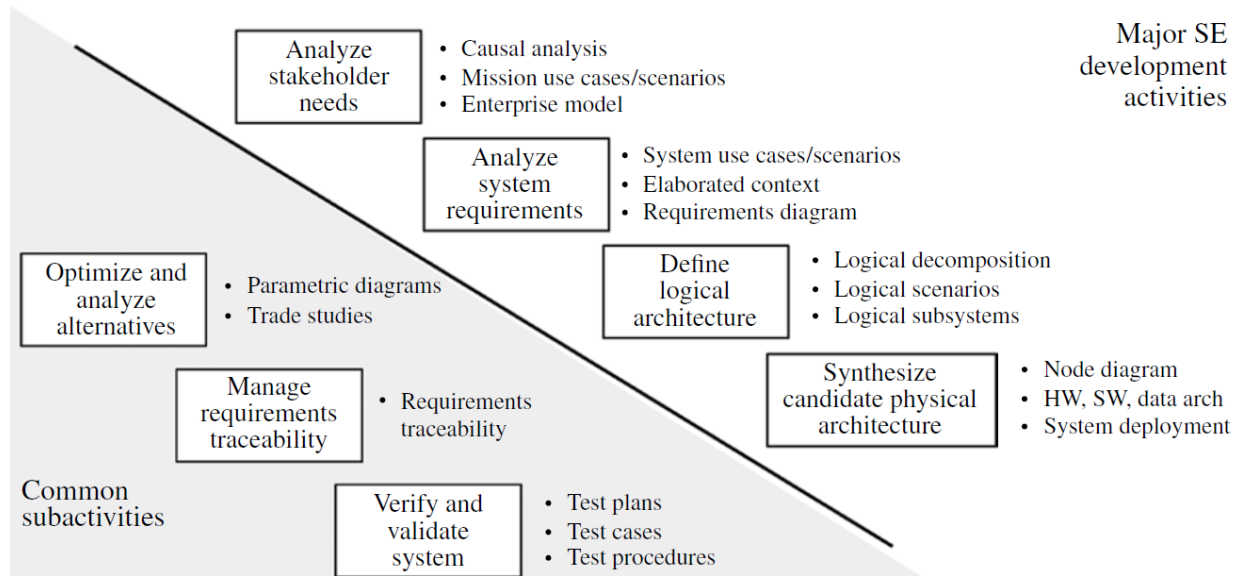 Analyze
stakeholder
needs
• Causal analysis
• Mission use cases/scenarios
• Enterprise model
Major SE
development
activities
Analyze
system
requirements
• System use cases/scenarios
• Elaborated context
• Requirements diagram
Define
logical
architecture
• Logical decomposition
• Logical scenarios
• Logical subsystems
Synthesize
candidate physical
architecture
• Node diagram
• HW, SW, data arch
• System deployment
Optimize and
analyze
alternatives
• Parametric diagrams
• Trade studies
Manage
requirements
traceability
• Requirements
traceability
Common
subactivities
Verify and
validate
system
• Test plans
• Test cases
• Test procedures